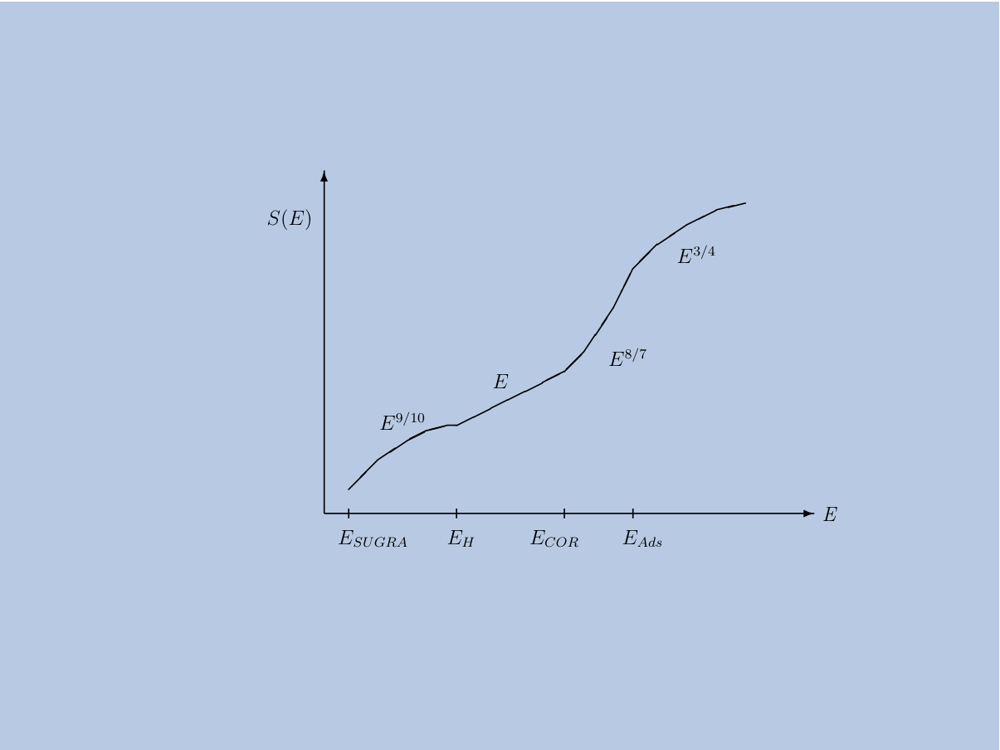 S(E)
E^{3/4}
E^{8/7}
E
E^{9/10}
E
E_{SUGRA} E_H E_{COR} E_{Ads}